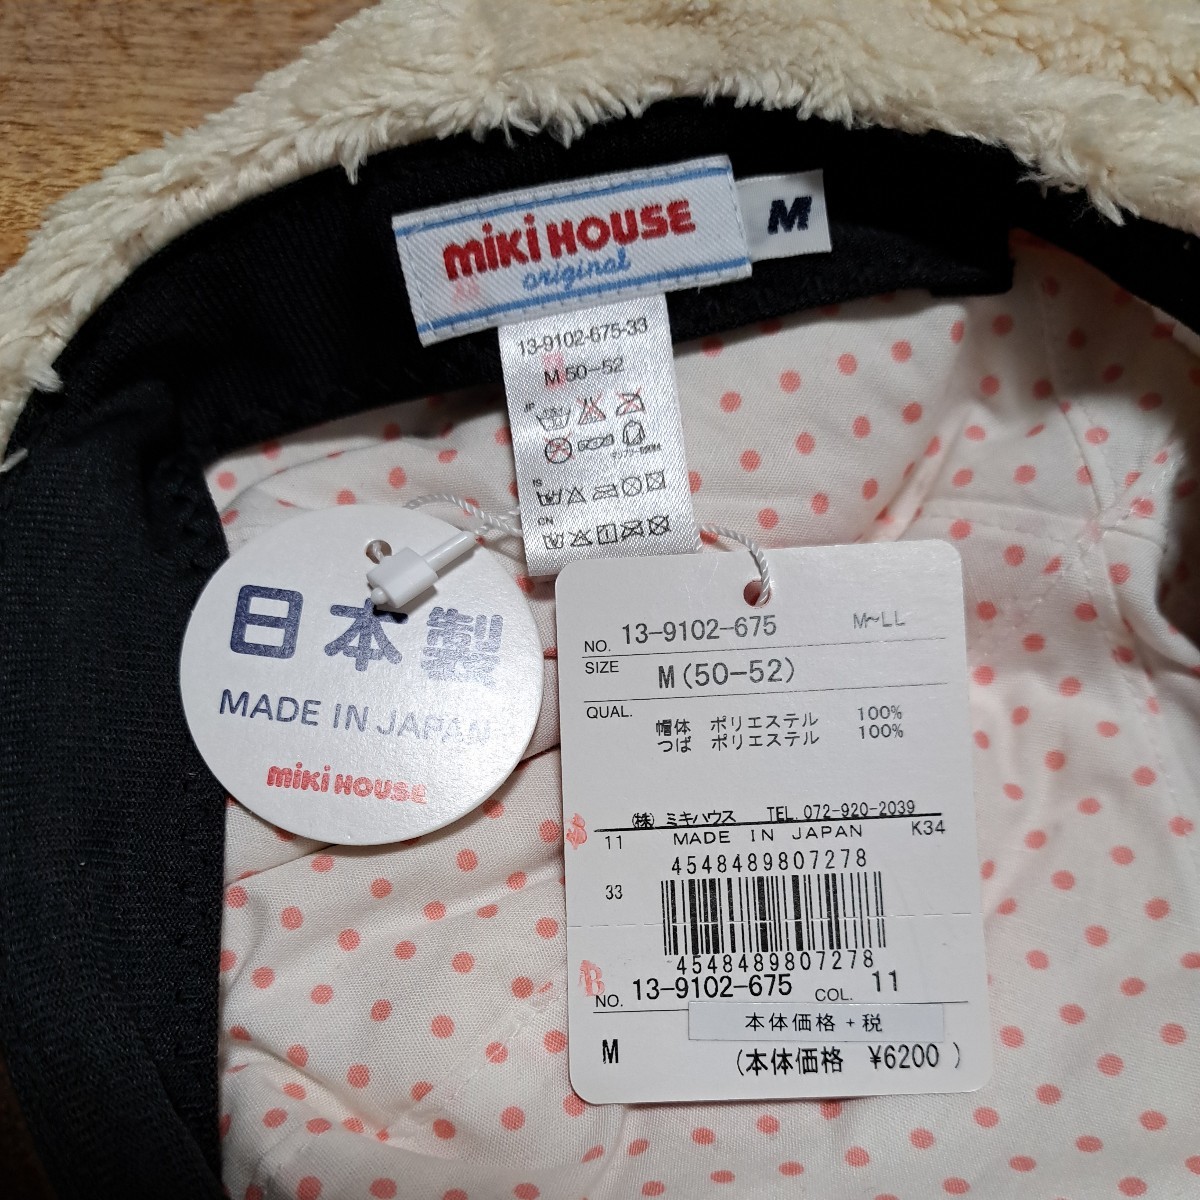 miki HOUSE
original
M
13-9102-675-33
M 50-52
JP
IS
CN
日本製
MADE IN JAPAN
miki HOUSE
NO. 13-9102-675 M~LL
SIZE M(50-52)
QUAL. 帽体 ポリエステル 100%
つば ポリエステル 100%
㈱ ミキハウス TEL. 072-920-2039
11 MADE IN JAPAN K34
4548489807278
33
4548489807278
NO. 13-9102-675 COL. 11
本体価格+税
M (本体価格 ¥6200 )